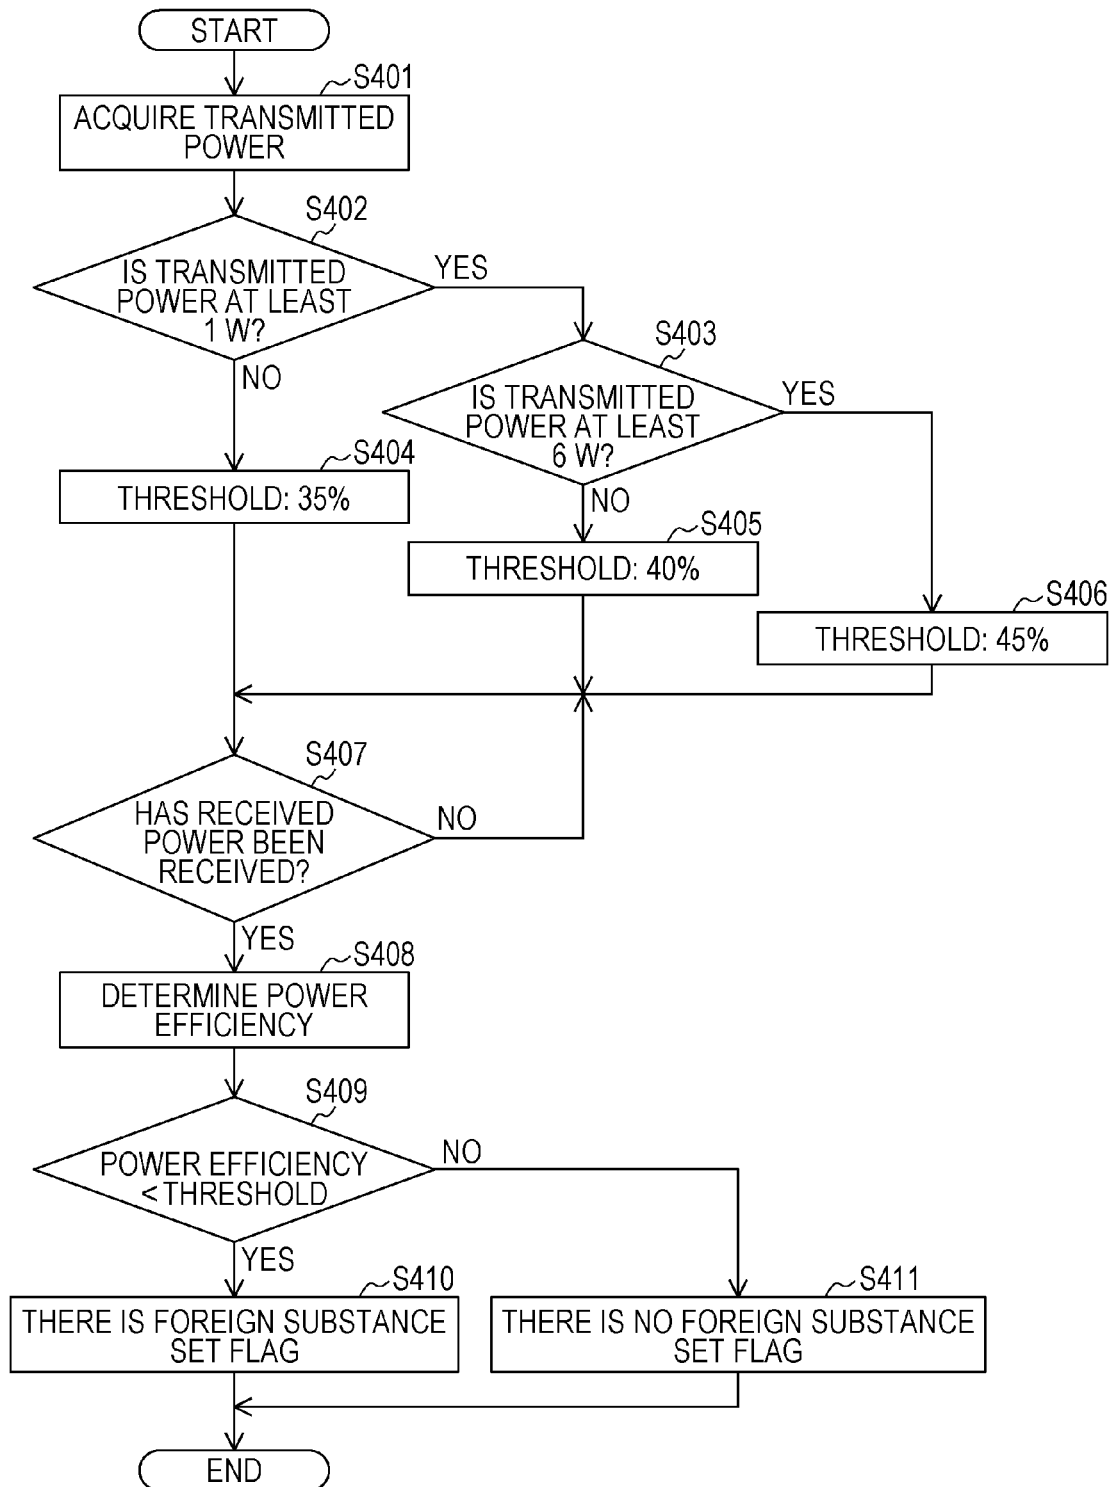 START
S401
ACQUIRE TRANSMITTED
POWER
S402
IS TRANSMITTED
POWER AT LEAST
1 W?
YES
NO
S403
IS TRANSMITTED
POWER AT LEAST
6 W?
YES
NO
S404
THRESHOLD: 35%
S405
THRESHOLD: 40%
S406
THRESHOLD: 45%
S407
HAS RECEIVED
POWER BEEN
RECEIVED?
NO
YES
S408
DETERMINE POWER
EFFICIENCY
S409
POWER EFFICIENCY
< THRESHOLD
NO
YES
S410
THERE IS FOREIGN SUBSTANCE
SET FLAG
S411
THERE IS NO FOREIGN SUBSTANCE
SET FLAG
END